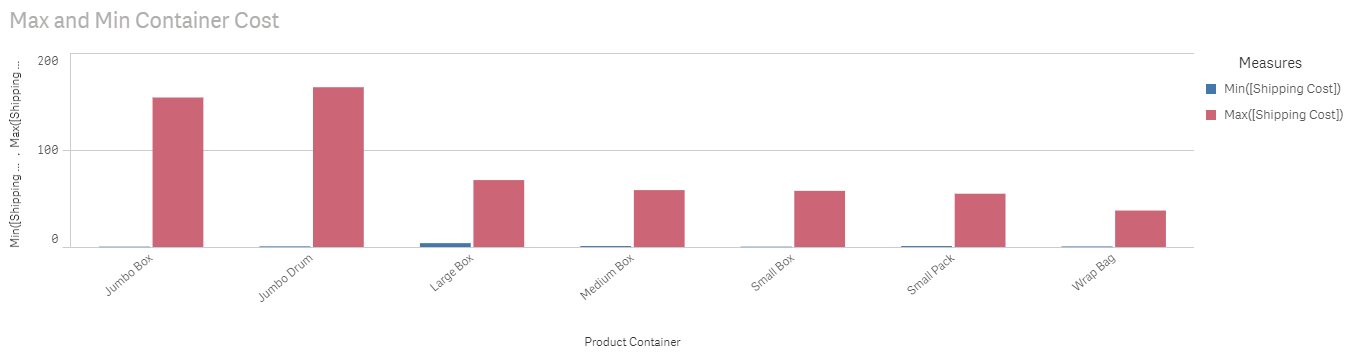 Max and Min Container Cost
Min([Shipping ... , Max([Shipping ...
200
100
0
Jumbo Box
Jumbo Drum
Large Box
Medium Box
Small Box
Small Pack
Wrap Bag
Product Container
Measures
Min([Shipping Cost])
Max([Shipping Cost])